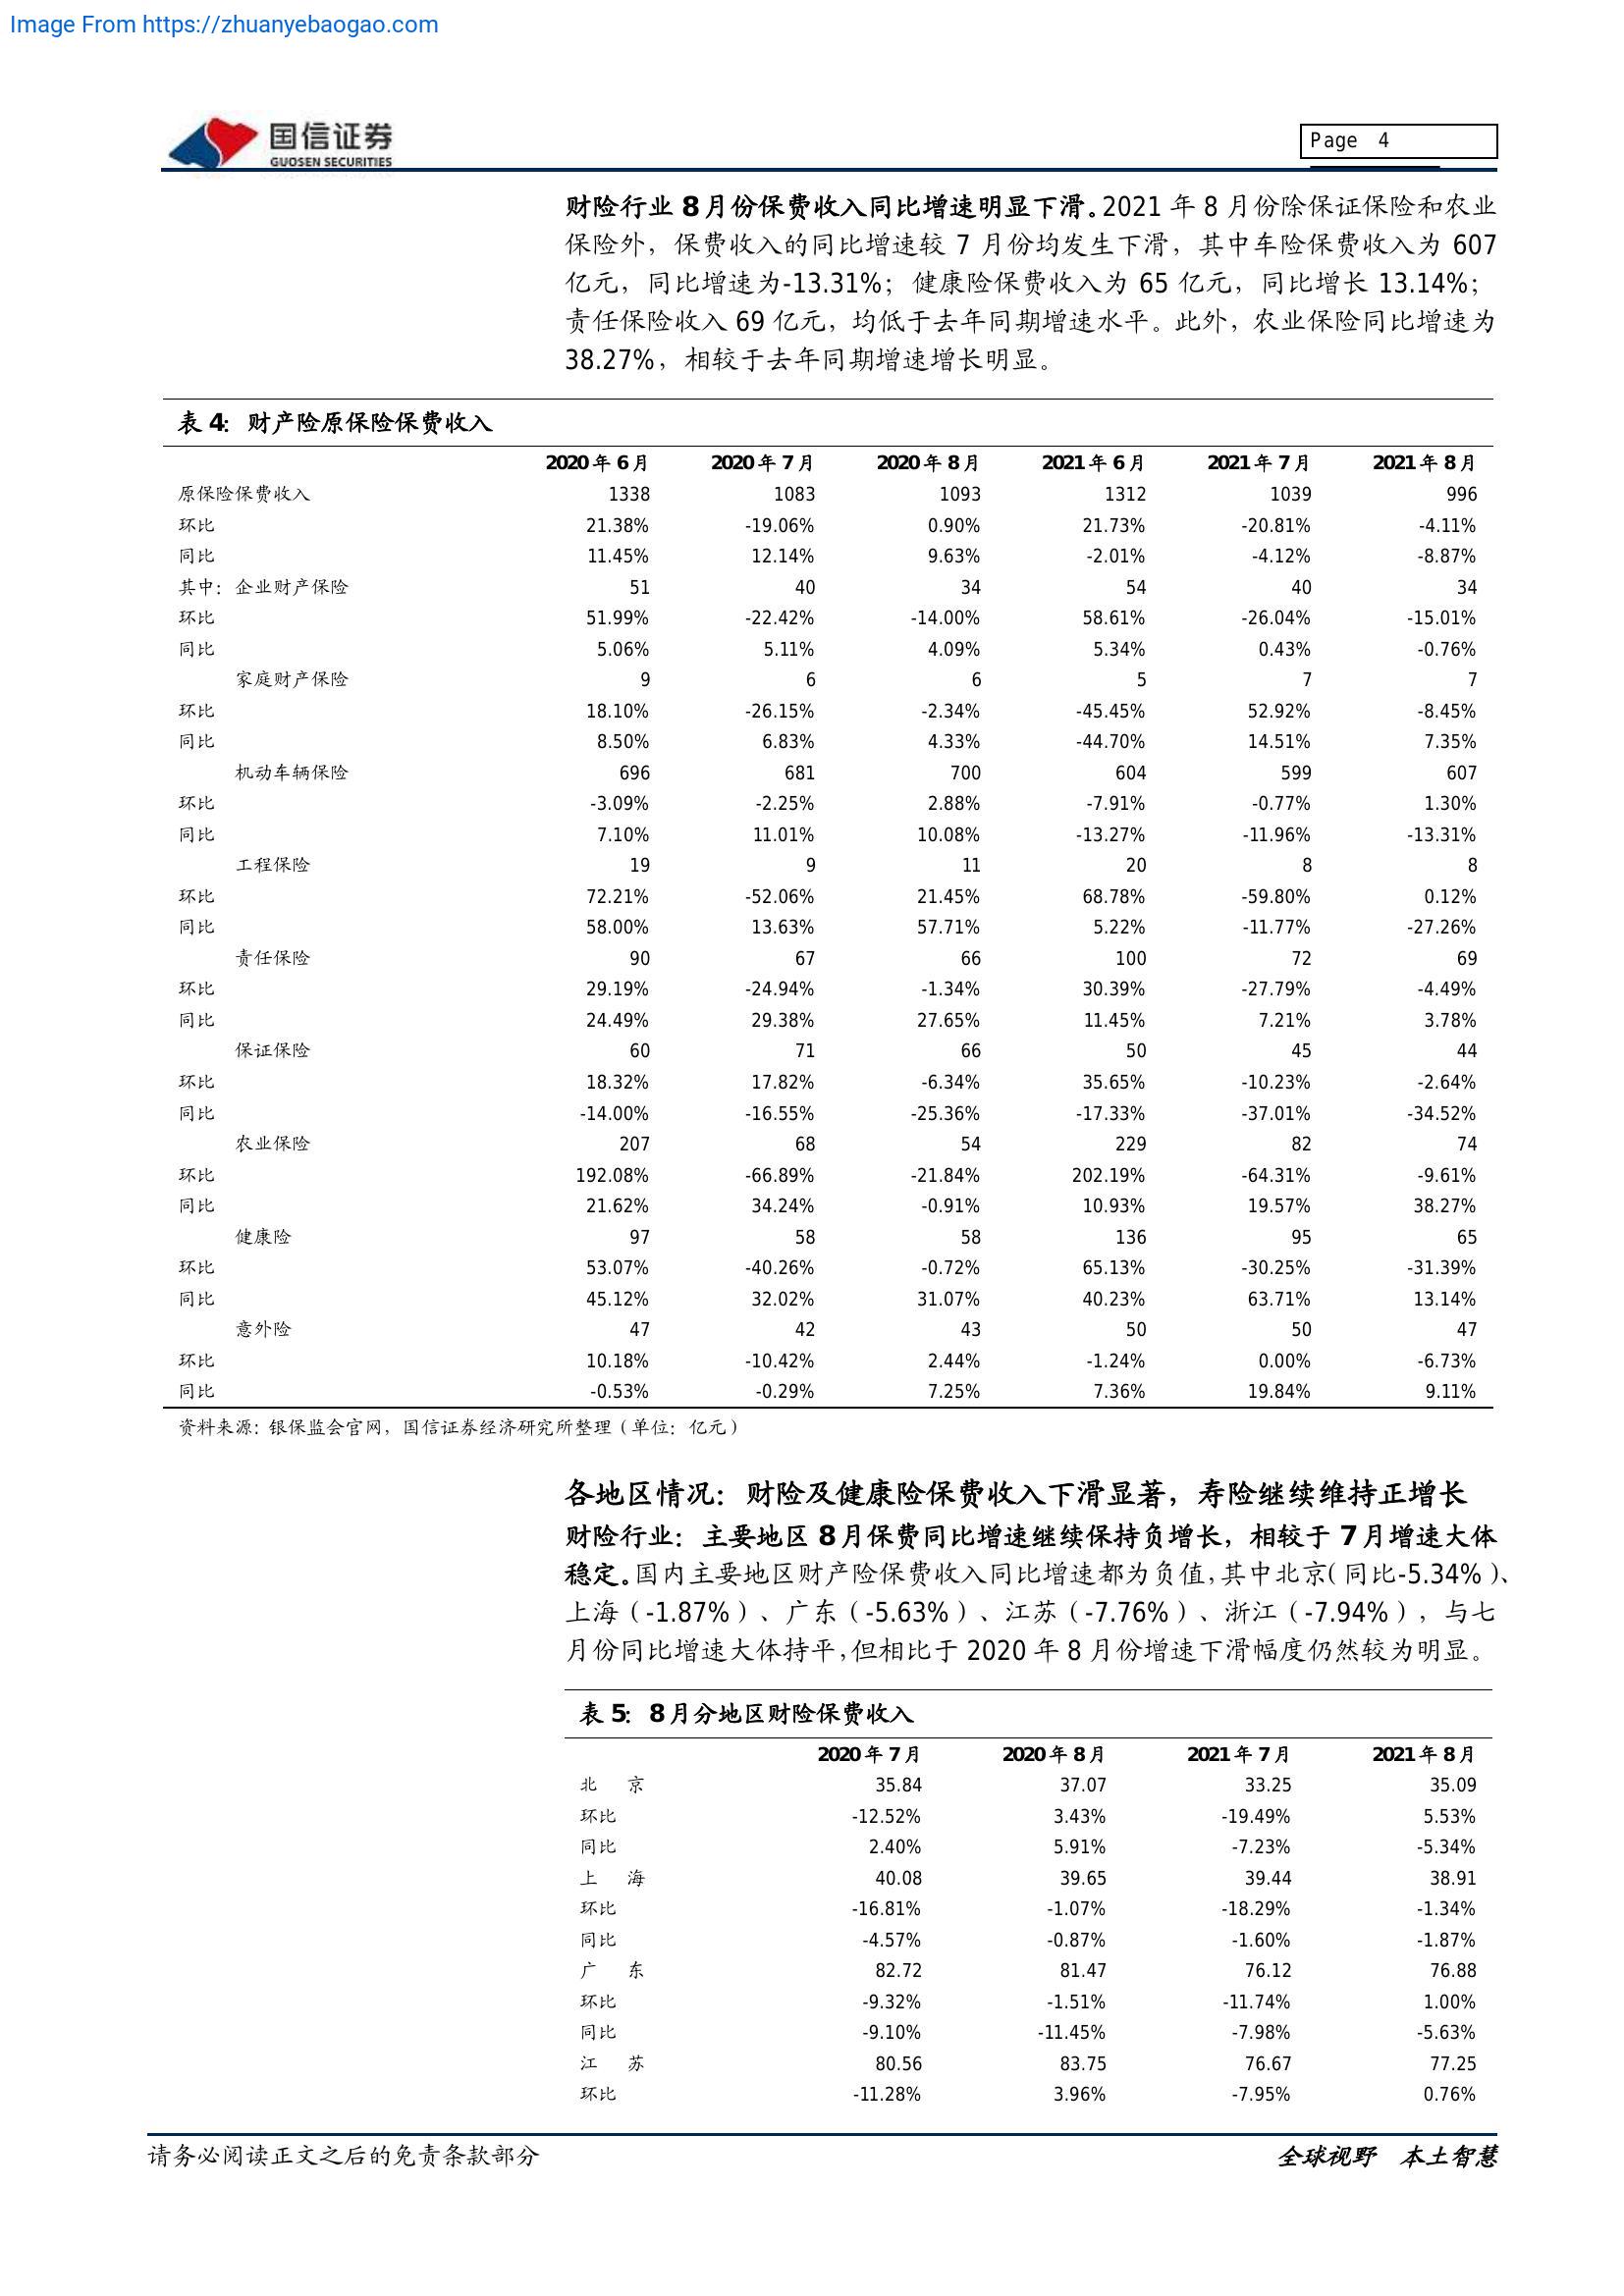 Image From https://zhuanyebaogao.com
国信证券
GUOSEN SECURITIES
Page 4
财险行业 8 月份保费收入同比增速明显下滑。2021 年 8 月份除保证保险和农业
保险外，保费收入的同比增速较 7 月份均发生下滑，其中车险保费收入为 607
亿元，同比增速为-13.31%；健康险保费收入为 65 亿元，同比增长 13.14%；
责任保险收入 69 亿元，均低于去年同期增速水平。此外，农业保险同比增速为
38.27%，相较于去年同期增速增长明显。
表 4：财产险原保险保费收入
2020 年 6 月 2020 年 7 月 2020 年 8 月 2021 年 6 月 2021 年 7 月 2021 年 8 月
原保险保费收入 1338 1083 1093 1312 1039 996
环比 21.38% -19.06% 0.90% 21.73% -20.81% -4.11%
同比 11.45% 12.14% 9.63% -2.01% -4.12% -8.87%
其中：企业财产保险 51 40 34 54 40 34
环比 51.99% -22.42% -14.00% 58.61% -26.04% -15.01%
同比 5.06% 5.11% 4.09% 5.34% 0.43% -0.76%
家庭财产保险 9 6 6 5 7 7
环比 18.10% -26.15% -2.34% -45.45% 52.92% -8.45%
同比 8.50% 6.83% 4.33% -44.70% 14.51% 7.35%
机动车辆保险 696 681 700 604 599 607
环比 -3.09% -2.25% 2.88% -7.91% -0.77% 1.30%
同比 7.10% 11.01% 10.08% -13.27% -11.96% -13.31%
工程保险 19 9 11 20 8 8
环比 72.21% -52.06% 21.45% 68.78% -59.80% 0.12%
同比 58.00% 13.63% 57.71% 5.22% -11.77% -27.26%
责任保险 90 67 66 100 72 69
环比 29.19% -24.94% -1.34% 30.39% -27.79% -4.49%
同比 24.49% 29.38% 27.65% 11.45% 7.21% 3.78%
保证保险 60 71 66 50 45 44
环比 18.32% 17.82% -6.34% 35.65% -10.23% -2.64%
同比 -14.00% -16.55% -25.36% -17.33% -37.01% -34.52%
农业保险 207 68 54 229 82 74
环比 192.08% -66.89% -21.84% 202.19% -64.31% -9.61%
同比 21.62% 34.24% -0.91% 10.93% 19.57% 38.27%
健康险 97 58 58 136 95 65
环比 53.07% -40.26% -0.72% 65.13% -30.25% -31.39%
同比 45.12% 32.02% 31.07% 40.23% 63.71% 13.14%
意外险 47 42 43 50 50 47
环比 10.18% -10.42% 2.44% -1.24% 0.00% -6.73%
同比 -0.53% -0.29% 7.25% 7.36% 19.84% 9.11%
资料来源：银保监会官网，国信证券经济研究所整理（单位：亿元）
各地区情况：财险及健康险保费收入下滑显著，寿险继续维持正增长
财险行业：主要地区 8 月保费同比增速继续保持负增长，相较于 7 月增速大体
稳定。国内主要地区财产险保费收入同比增速都为负值，其中北京（同比-5.34%）、
上海（-1.87%）、广东（-5.63%）、江苏（-7.76%）、浙江（-7.94%），与七
月份同比增速大体持平，但相比于 2020 年 8 月份增速下滑幅度仍然较为明显。
表 5：8 月分地区财险保费收入
2020 年 7 月 2020 年 8 月 2021 年 7 月 2021 年 8 月
北 京 35.84 37.07 33.25 35.09
环比 -12.52% 3.43% -19.49% 5.53%
同比 2.40% 5.91% -7.23% -5.34%
上 海 40.08 39.65 39.44 38.91
环比 -16.81% -1.07% -18.29% -1.34%
同比 -4.57% -0.87% -1.60% -1.87%
广 东 82.72 81.47 76.12 76.88
环比 -9.32% -1.51% -11.74% 1.00%
同比 -9.10% -11.45% -7.98% -5.63%
江 苏 80.56 83.75 76.67 77.25
环比 -11.28% 3.96% -7.95% 0.76%
请务必阅读正文之后的免责条款部分
全球视野 本土智慧